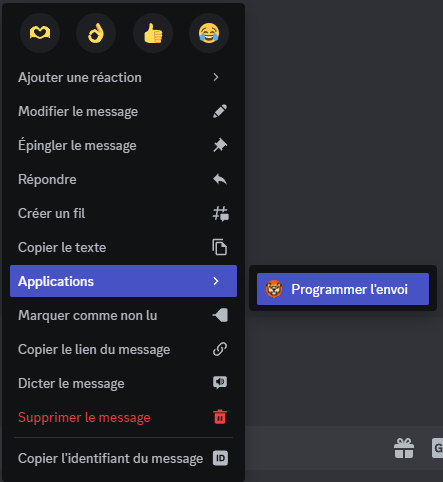 Ajouter une réaction
Modifier le message
Épingler le message
Répondre
Créer un fil
Copier le texte
Applications
Programmer l'envoi
Marquer comme non lu
Copier le lien du message
Dicter le message
Supprimer le message
Copier l'identifiant du message ID